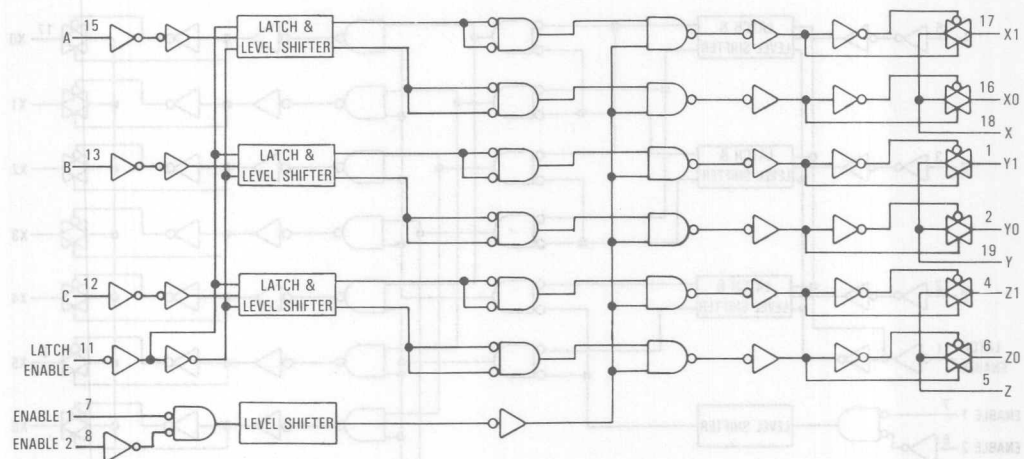 A 15
LATCH &
LEVEL SHIFTER
17
X1
16
X0
18
X
B 13
LATCH &
LEVEL SHIFTER
1
Y1
2
Y0
19
Y
C 12
LATCH &
LEVEL SHIFTER
4
Z1
LATCH 11
ENABLE
6
Z0
5
Z
ENABLE 1 7
ENABLE 2 8
LEVEL SHIFTER